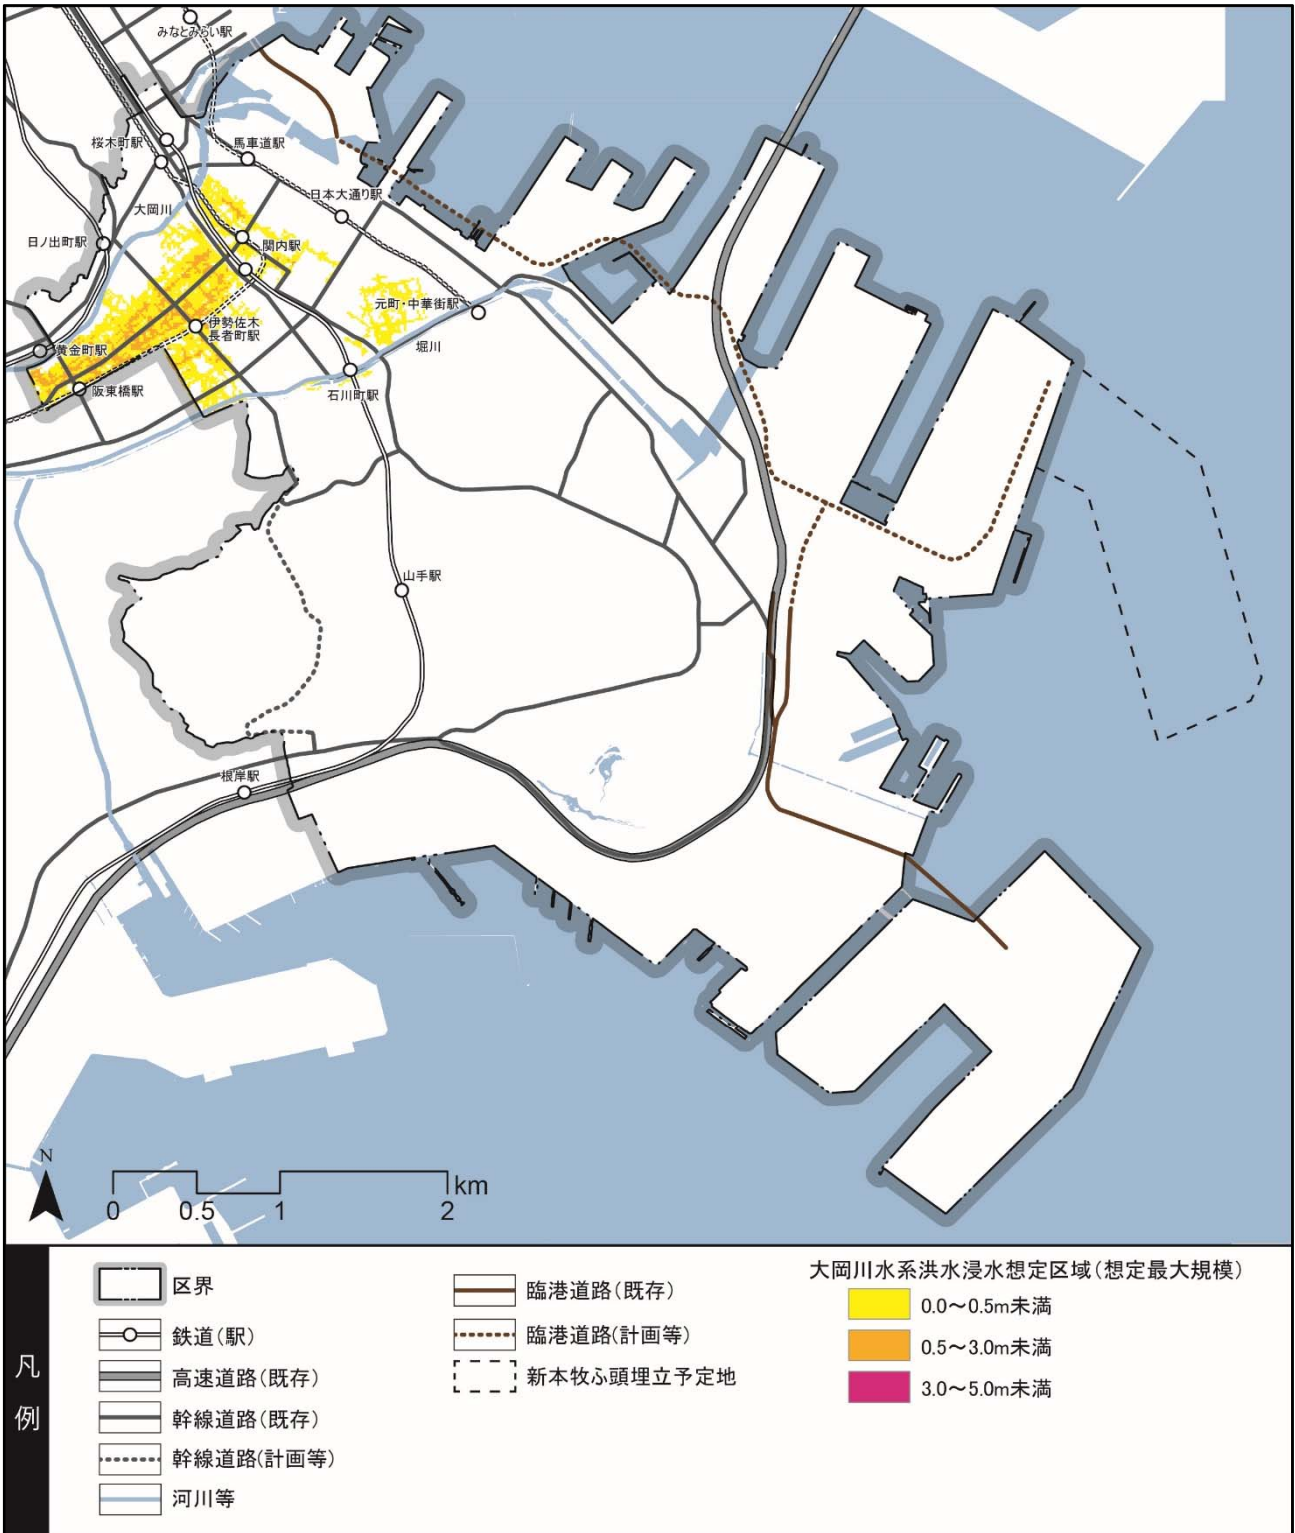 みなとみらい駅
桜木町駅
馬車道駅
日本大通り駅
大岡川
日ノ出町駅
関内駅
元町・中華街駅
伊勢佐木
長者町駅
堀川
黄金町駅
阪東橋駅
石川町駅
山手駅
根岸駅
N
km
0 0.5 1 2
凡例
区界
鉄道(駅)
高速道路(既存)
幹線道路(既存)
幹線道路(計画等)
河川等
臨港道路(既存)
臨港道路(計画等)
新本牧ふ頭埋立予定地
大岡川水系洪水浸水想定区域(想定最大規模)
0.0～0.5m未満
0.5～3.0m未満
3.0～5.0m未満